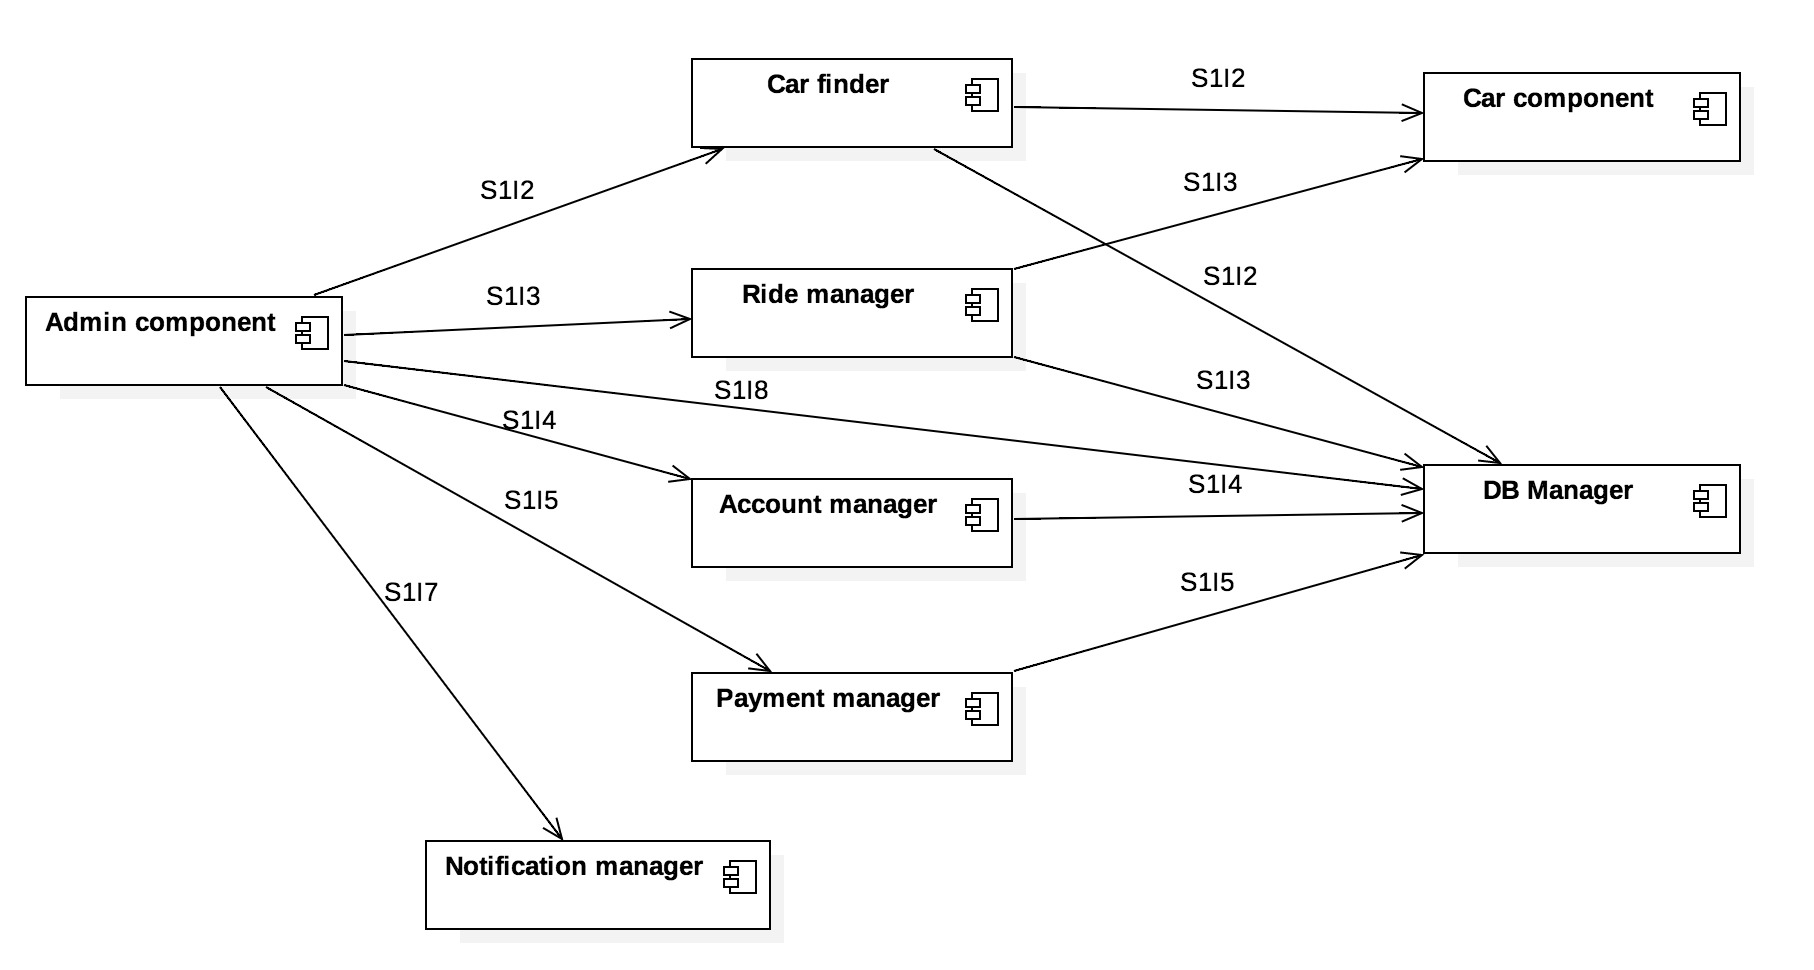 Car finder
S1I2
Car component
S1I2
S1I3
S1I2
Ride manager
S1I3
Admin component
S1I3
S1I8
S1I4
S1I4
DB Manager
S1I5
Account manager
S1I5
S1I7
Payment manager
Notification manager